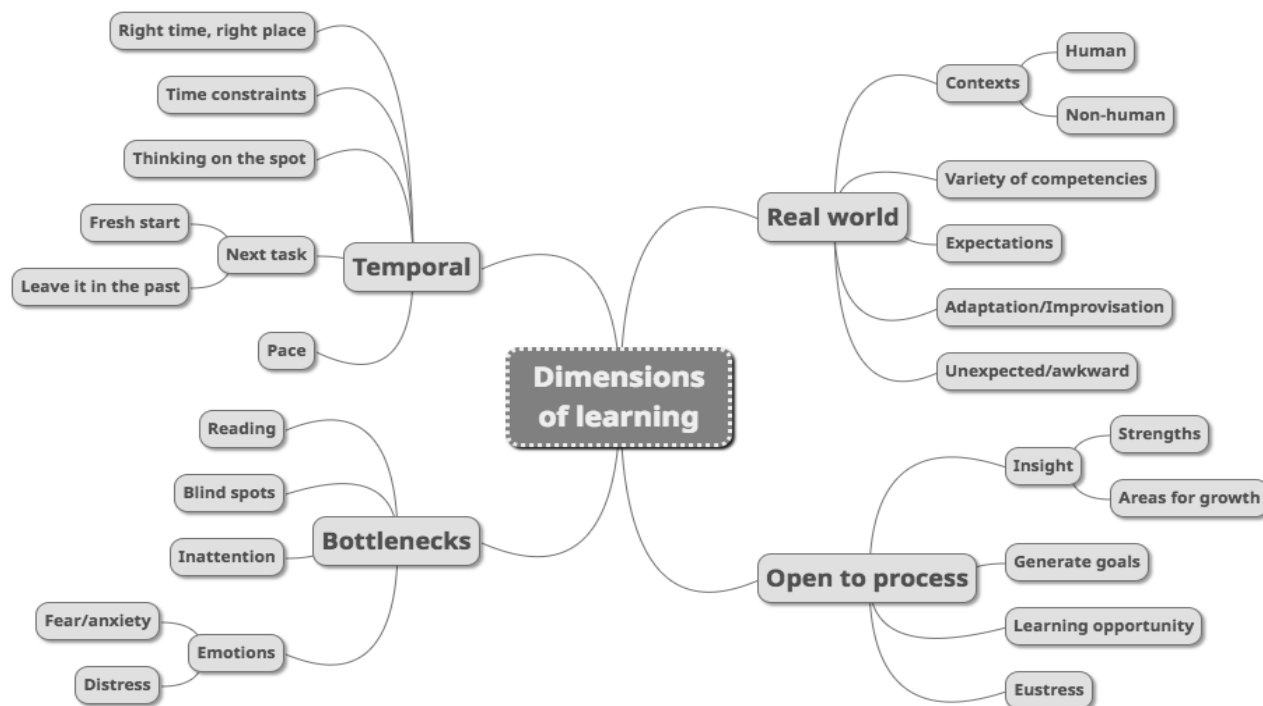 Dimensions
of learning
Temporal
Right time, right place
Time constraints
Thinking on the spot
Next task
Fresh start
Leave it in the past
Pace
Bottlenecks
Reading
Blind spots
Inattention
Emotions
Fear/anxiety
Distress
Real world
Contexts
Human
Non-human
Variety of competencies
Expectations
Adaptation/Improvisation
Unexpected/awkward
Open to process
Insight
Strengths
Areas for growth
Generate goals
Learning opportunity
Eustress